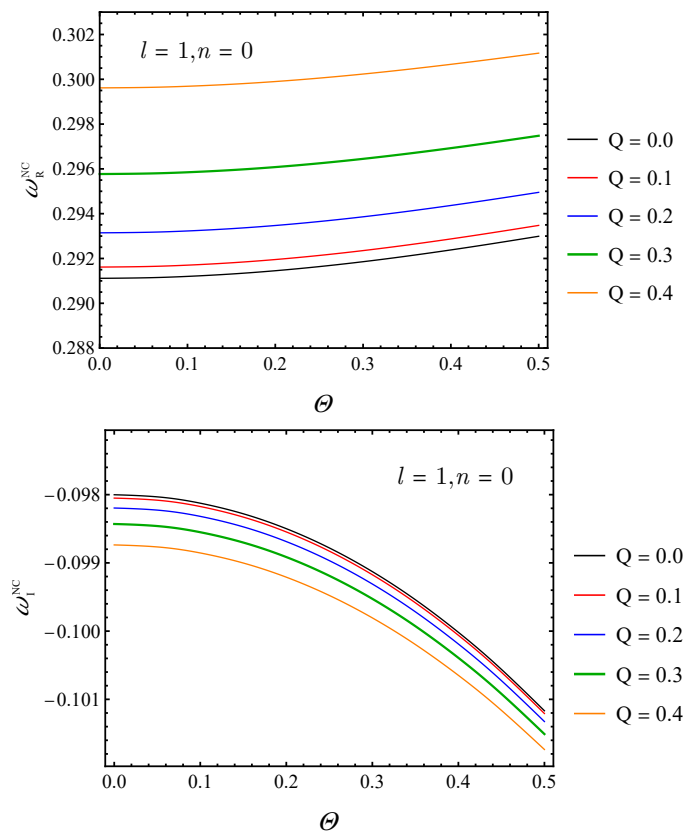 0.302
0.300
0.298
0.296
0.294
0.292
0.290
0.288
ω_R^NC
l = 1, n = 0
0.0 0.1 0.2 0.3 0.4 0.5
Θ
Q = 0.0
Q = 0.1
Q = 0.2
Q = 0.3
Q = 0.4
-0.098
-0.099
-0.100
-0.101
ω_I^NC
l = 1, n = 0
0.0 0.1 0.2 0.3 0.4 0.5
Θ
Q = 0.0
Q = 0.1
Q = 0.2
Q = 0.3
Q = 0.4